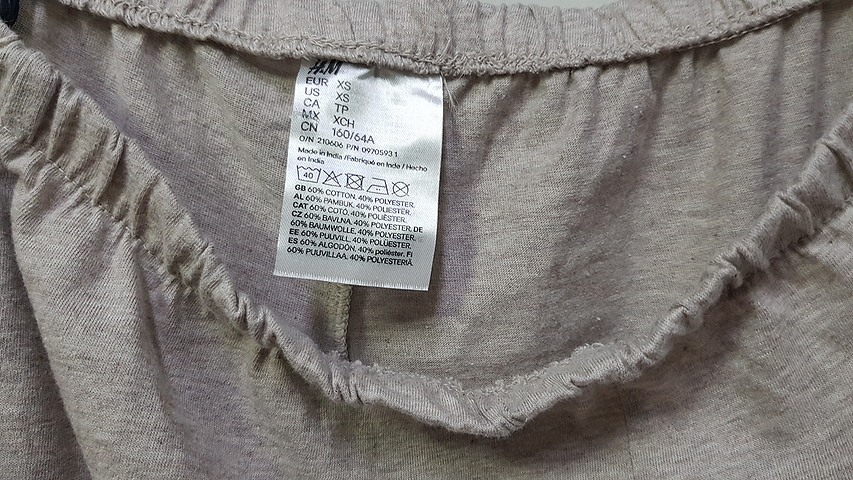 H&M
EUR XS
US XS
CA TP
MX XCH
CN 160/64A
O/N 210606 P/N 0970593 1
Made in India /Fabriqué en Inde / Hecho
en India
40
GB 60% COTTON. 40% POLYESTER.
AL 60% PAMBUK. 40% POLIESTER.
CAT 60% COTÓ. 40% POLIÈSTER.
CZ 60% BAVLNA. 40% POLYESTER. DE
60% BAUMWOLLE. 40% POLYESTER.
EE 60% PUUVILL. 40% POLÜESTER.
ES 60% ALGODÓN. 40% poliéster. FI
60% PUUVILLAA. 40% POLYESTERIÄ.